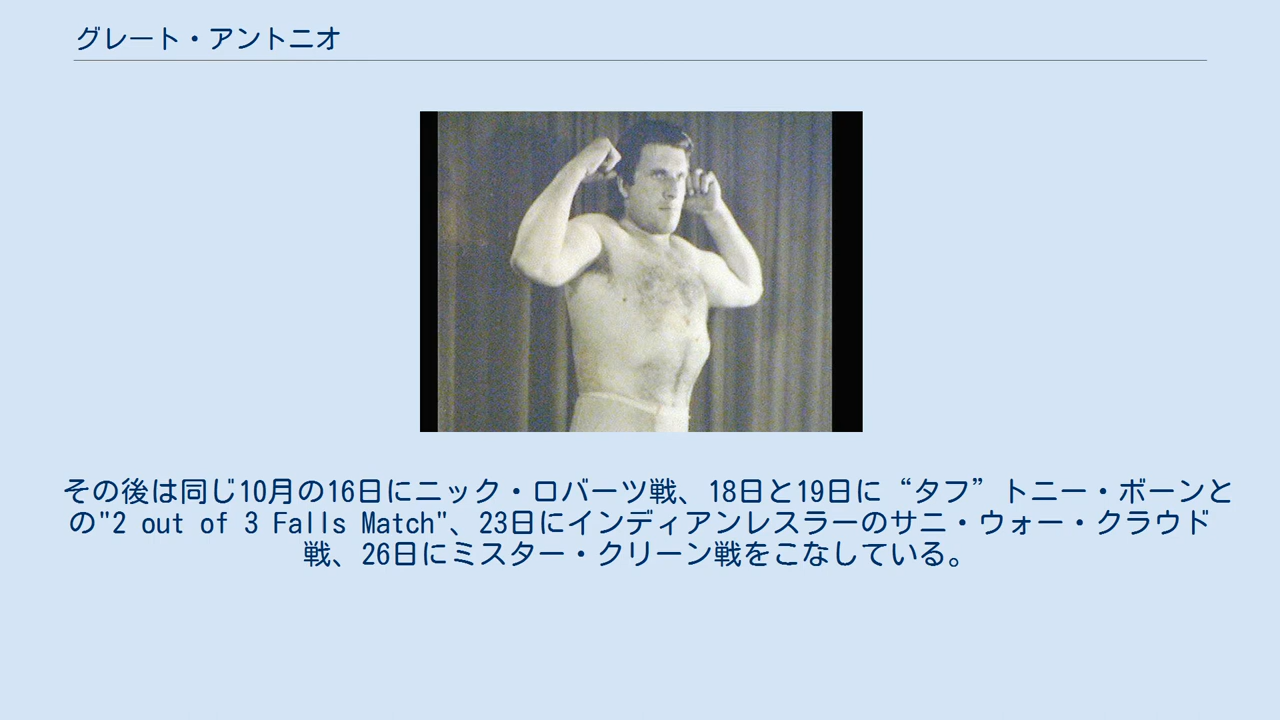 グレート・アントニオ
その後は同じ10月の16日にニック・ロバーツ戦、18日と19日に“タフ”トニー・ボーンと
の"2 out of 3 Falls Match"、23日にインディアンレスラーのサニ・ウォー・クラウド
戦、26日にミスター・クリーン戦をこなしている。